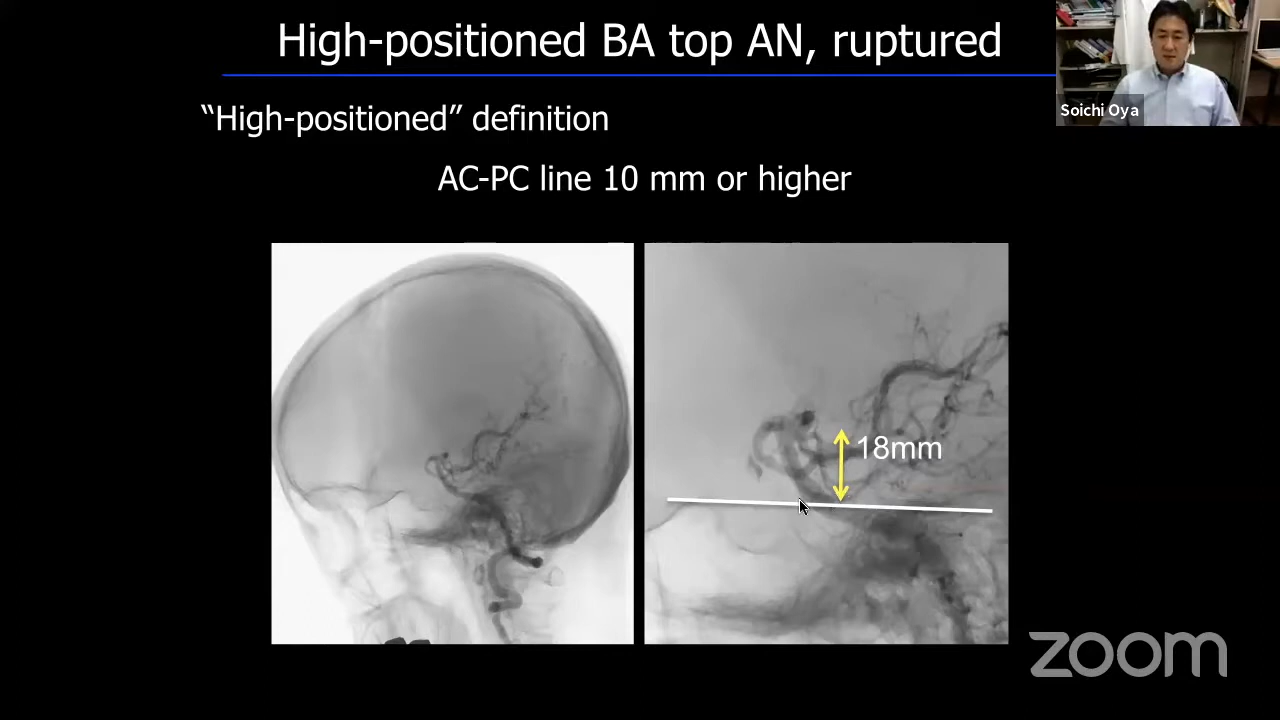 High-positioned BA top AN, ruptured
Soichi Oya
“High-positioned” definition
AC-PC line 10 mm or higher
18mm
zoom